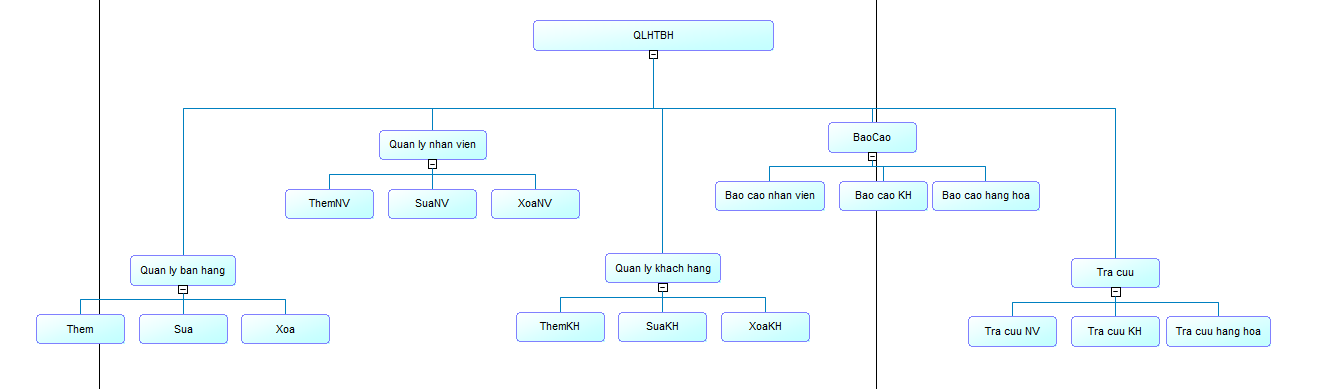 QLHTBH
Quan ly nhan vien
BaoCao
ThemNV
SuaNV
XoaNV
Bao cao nhan vien
Bao cao KH
Bao cao hang hoa
Quan ly ban hang
Quan ly khach hang
Tra cuu
Them
Sua
Xoa
ThemKH
SuaKH
XoaKH
Tra cuu NV
Tra cuu KH
Tra cuu hang hoa